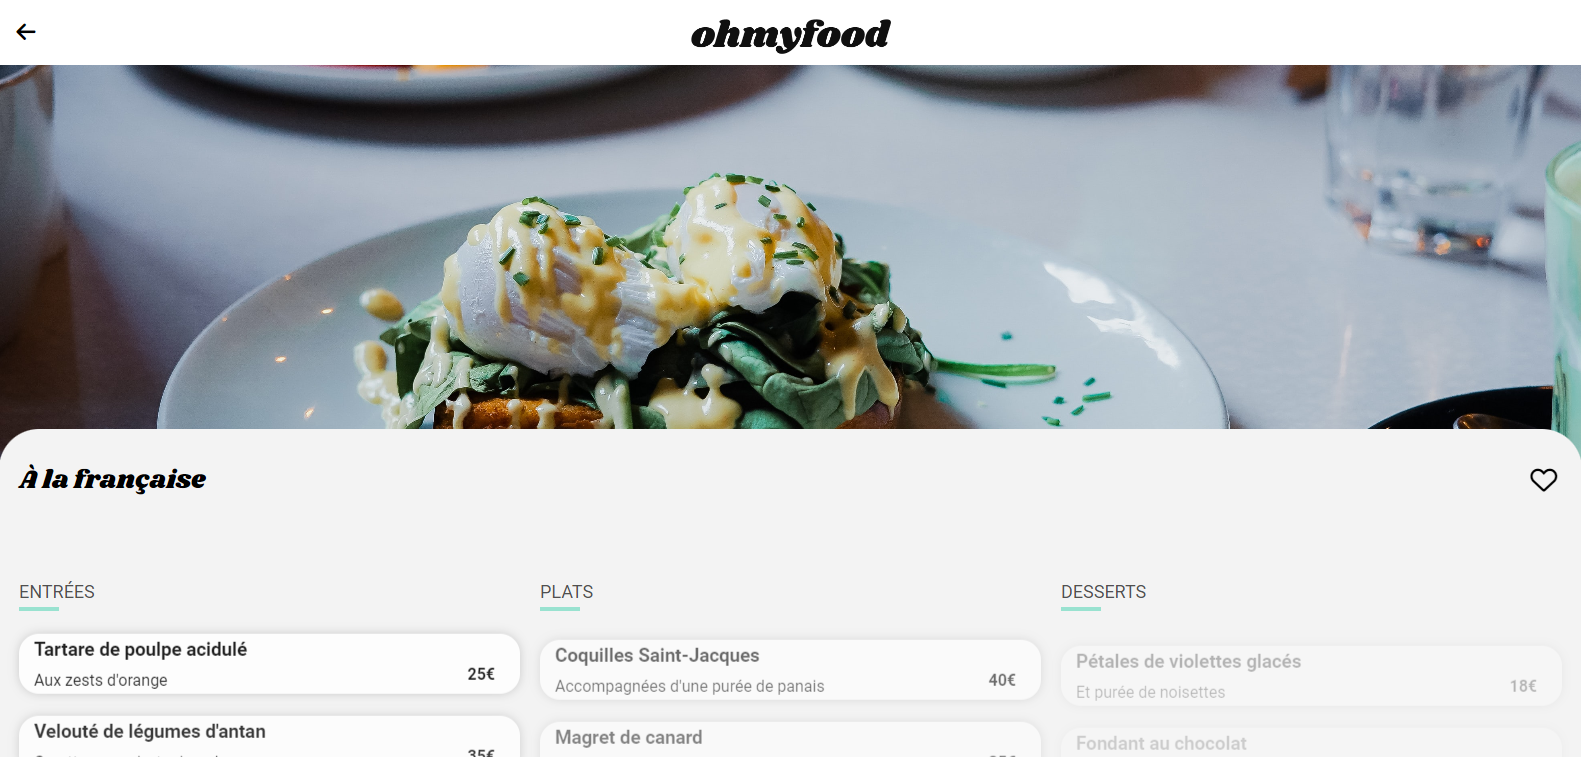 ohmyfood
À la française
ENTRÉES
Tartare de poulpe acidulé
Aux zests d'orange
25€
Velouté de légumes d'antan
35€
PLATS
Coquilles Saint-Jacques
Accompagnées d'une purée de panais
40€
Magret de canard
DESSERTS
Pétales de violettes glacés
Et purée de noisettes
18€
Fondant au chocolat